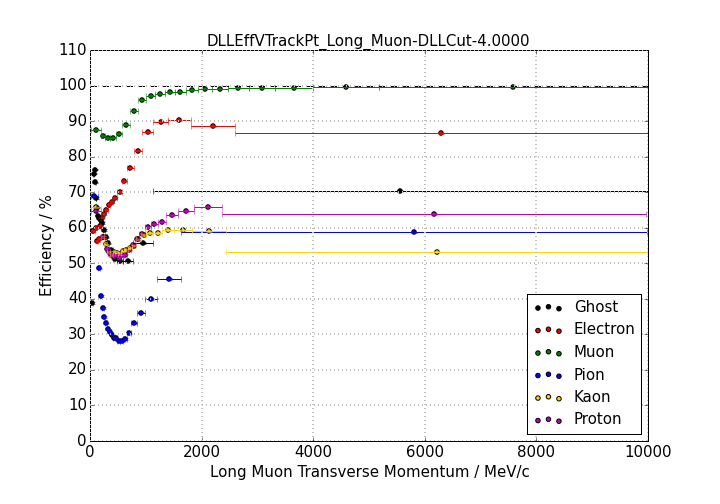 DLLEffVTrackPt_Long_Muon-DLLCut-4.0000
110
100
90
80
70
60
50
40
30
20
10
0
Efficiency / %
Ghost
Electron
Muon
Pion
Kaon
Proton
0 2000 4000 6000 8000 10000
Long Muon Transverse Momentum / MeV/c